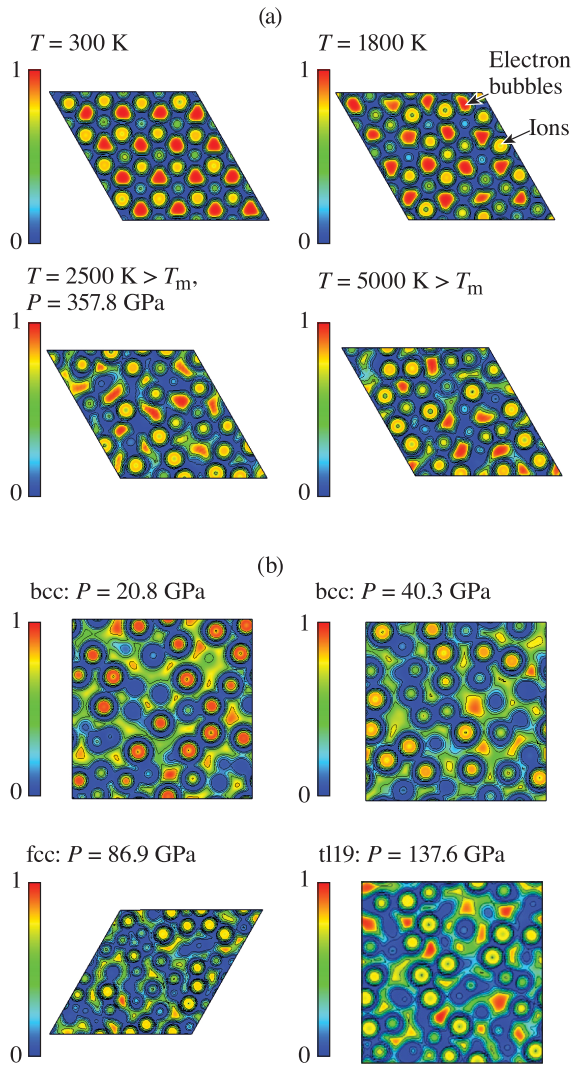 (a)
T = 300 K
T = 1800 K
1
0
1
0
Electron
bubbles
Ions
T = 2500 K > Tm,
P = 357.8 GPa
T = 5000 K > Tm
1
0
1
0
(b)
bcc: P = 20.8 GPa
bcc: P = 40.3 GPa
1
0
1
0
fcc: P = 86.9 GPa
tl19: P = 137.6 GPa
1
0
1
0